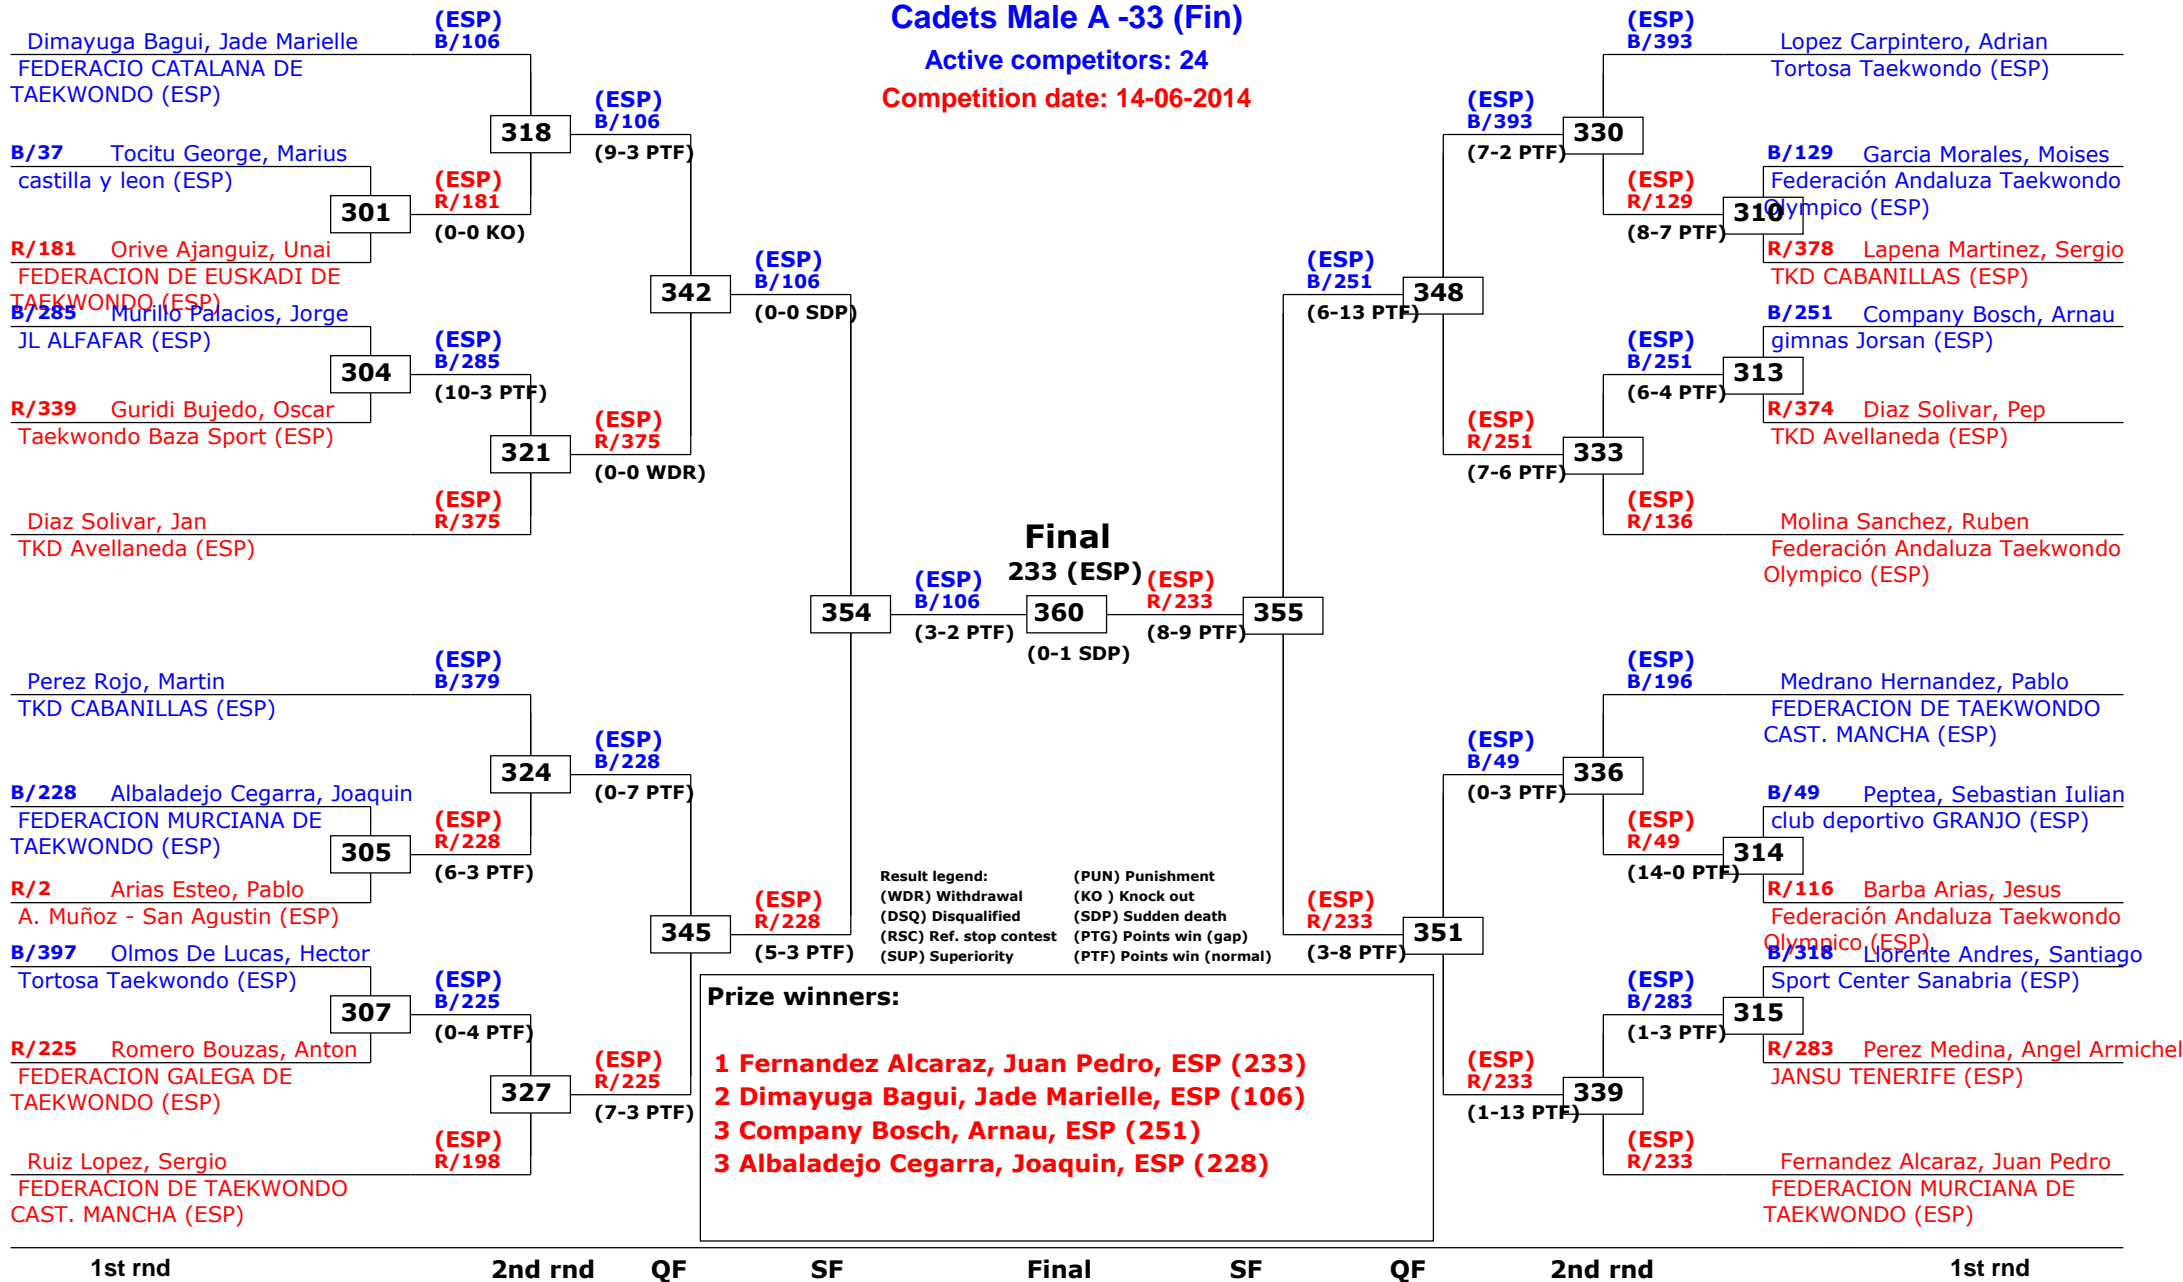 Cadets Male A -33 (Fin)
Active competitors: 24
Competition date: 14-06-2014
Dimayuga Bagui, Jade Marielle
FEDERACIO CATALANA DE
TAEKWONDO (ESP)
(ESP)
B/106
B/37 Tocitu George, Marius
castilla y leon (ESP)
301
R/181 Orive Ajanguiz, Unai
FEDERACION DE EUSKADI DE
TAEKWONDO (ESP)
(ESP)
R/181
(0-0 KO)
318
(ESP)
B/106
(9-3 PTF)
B/285 Murillo Palacios, Jorge
JL ALFAFAR (ESP)
304
R/339 Guridi Bujedo, Oscar
Taekwondo Baza Sport (ESP)
(ESP)
B/285
(10-3 PTF)
321
(ESP)
R/375
(0-0 WDR)
Diaz Solivar, Jan
TKD Avellaneda (ESP)
(ESP)
R/375
342
(ESP)
B/106
(0-0 SDP)
Perez Rojo, Martin
TKD CABANILLAS (ESP)
(ESP)
B/379
B/228 Albaladejo Cegarra, Joaquin
FEDERACION MURCIANA DE
TAEKWONDO (ESP)
305
R/2 Arias Esteo, Pablo
A. Muñoz - San Agustin (ESP)
(ESP)
R/228
(6-3 PTF)
324
(ESP)
B/228
(0-7 PTF)
B/397 Olmos De Lucas, Hector
Tortosa Taekwondo (ESP)
307
R/225 Romero Bouzas, Anton
FEDERACION GALEGA DE
TAEKWONDO (ESP)
(ESP)
B/225
(0-4 PTF)
327
(ESP)
R/225
(7-3 PTF)
Ruiz Lopez, Sergio
FEDERACION DE TAEKWONDO
CAST. MANCHA (ESP)
(ESP)
R/198
345
(ESP)
R/228
(5-3 PTF)
354
(ESP)
B/106
(3-2 PTF)
Final
233 (ESP)
360
(0-1 SDP)
(ESP)
R/233
(8-9 PTF)
355
(ESP)
B/251
(6-13 PTF)
348
(ESP)
B/393
(7-2 PTF)
330
(ESP)
B/393
Lopez Carpintero, Adrian
Tortosa Taekwondo (ESP)
B/129 Garcia Morales, Moises
Federación Andaluza Taekwondo
Olympico (ESP)
(ESP)
R/129
(8-7 PTF)
310
R/378 Lapena Martinez, Sergio
TKD CABANILLAS (ESP)
B/251 Company Bosch, Arnau
gimnas Jorsan (ESP)
(ESP)
B/251
(6-4 PTF)
313
R/374 Diaz Solivar, Pep
TKD Avellaneda (ESP)
(ESP)
R/251
(7-6 PTF)
333
(ESP)
R/136
Molina Sanchez, Ruben
Federación Andaluza Taekwondo
Olympico (ESP)
(ESP)
B/196
Medrano Hernandez, Pablo
FEDERACION DE TAEKWONDO
CAST. MANCHA (ESP)
(ESP)
B/49
(0-3 PTF)
336
B/49 Peptea, Sebastian Iulian
club deportivo GRANJO (ESP)
(ESP)
R/49
(14-0 PTF)
314
R/116 Barba Arias, Jesus
Federación Andaluza Taekwondo
Olympico (ESP)
(ESP)
R/233
(3-8 PTF)
351
B/318 Llorente Andres, Santiago
Sport Center Sanabria (ESP)
(ESP)
B/283
(1-3 PTF)
315
R/283 Perez Medina, Angel Armichel
JANSU TENERIFE (ESP)
(ESP)
R/233
(1-13 PTF)
339
(ESP)
R/233
Fernandez Alcaraz, Juan Pedro
FEDERACION MURCIANA DE
TAEKWONDO (ESP)
Result legend: (PUN) Punishment
(WDR) Withdrawal (KO ) Knock out
(DSQ) Disqualified (SDP) Sudden death
(RSC) Ref. stop contest (PTG) Points win (gap)
(SUP) Superiority (PTF) Points win (normal)
Prize winners:
1 Fernandez Alcaraz, Juan Pedro, ESP (233)
2 Dimayuga Bagui, Jade Marielle, ESP (106)
3 Company Bosch, Arnau, ESP (251)
3 Albaladejo Cegarra, Joaquin, ESP (228)
1st rnd 2nd rnd QF SF Final SF QF 2nd rnd 1st rnd